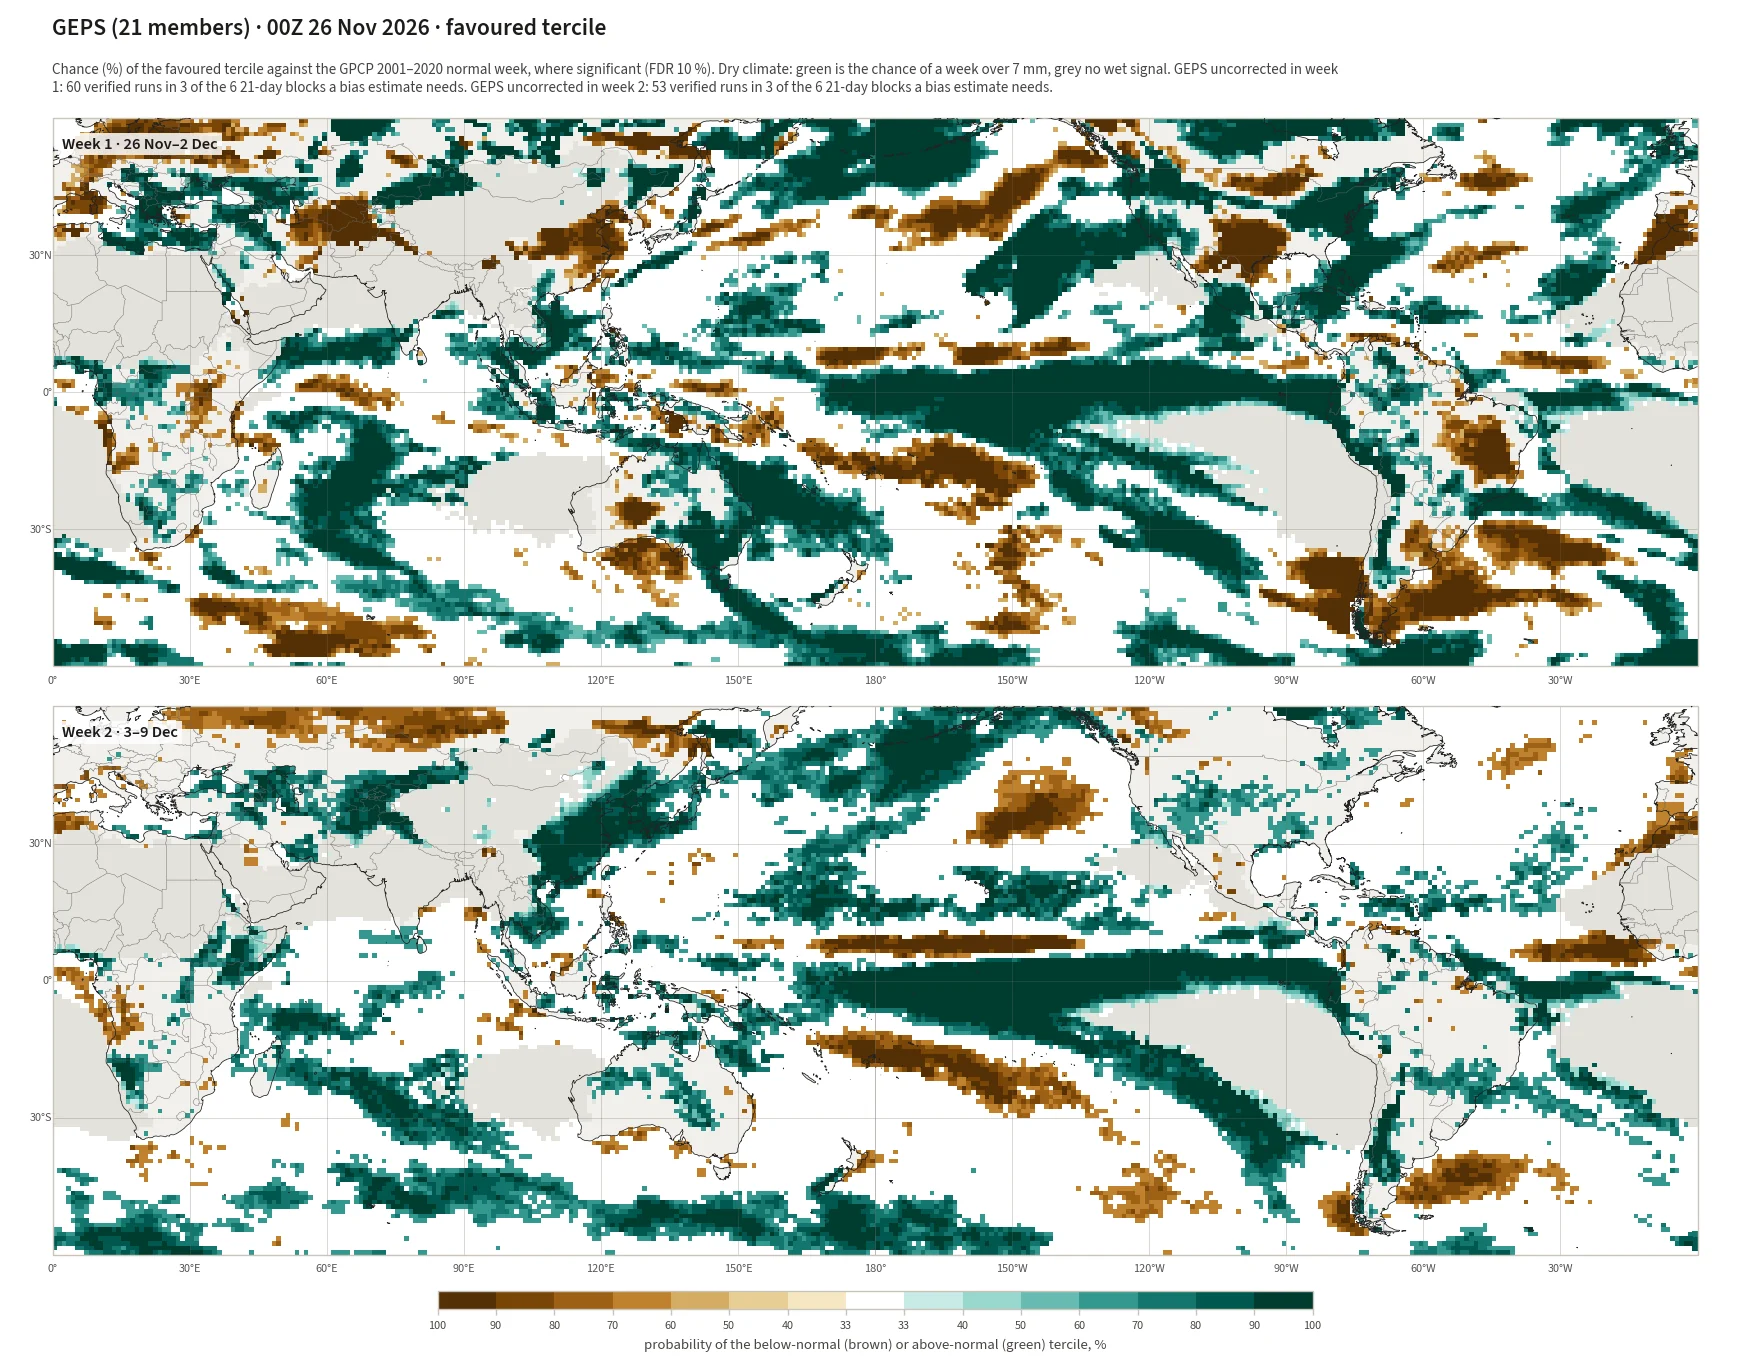 GEPS (21 members) · 00Z 26 Nov 2026 · favoured tercile
Chance (%) of the favoured tercile against the GPCP 2001–2020 normal week, where significant (FDR 10 %). Dry climate: green is the chance of a week over 7 mm, grey no wet signal. GEPS uncorrected in week
1: 60 verified runs in 3 of the 6 21-day blocks a bias estimate needs. GEPS uncorrected in week 2: 53 verified runs in 3 of the 6 21-day blocks a bias estimate needs.
Week 1 · 26 Nov–2 Dec
30°N
0°
30°S
0° 30°E 60°E 90°E 120°E 150°E 180° 150°W 120°W 90°W 60°W 30°W
Week 2 · 3–9 Dec
30°N
0°
30°S
0° 30°E 60°E 90°E 120°E 150°E 180° 150°W 120°W 90°W 60°W 30°W
100 90 80 70 60 50 40 33 33 40 50 60 70 80 90 100
probability of the below-normal (brown) or above-normal (green) tercile, %